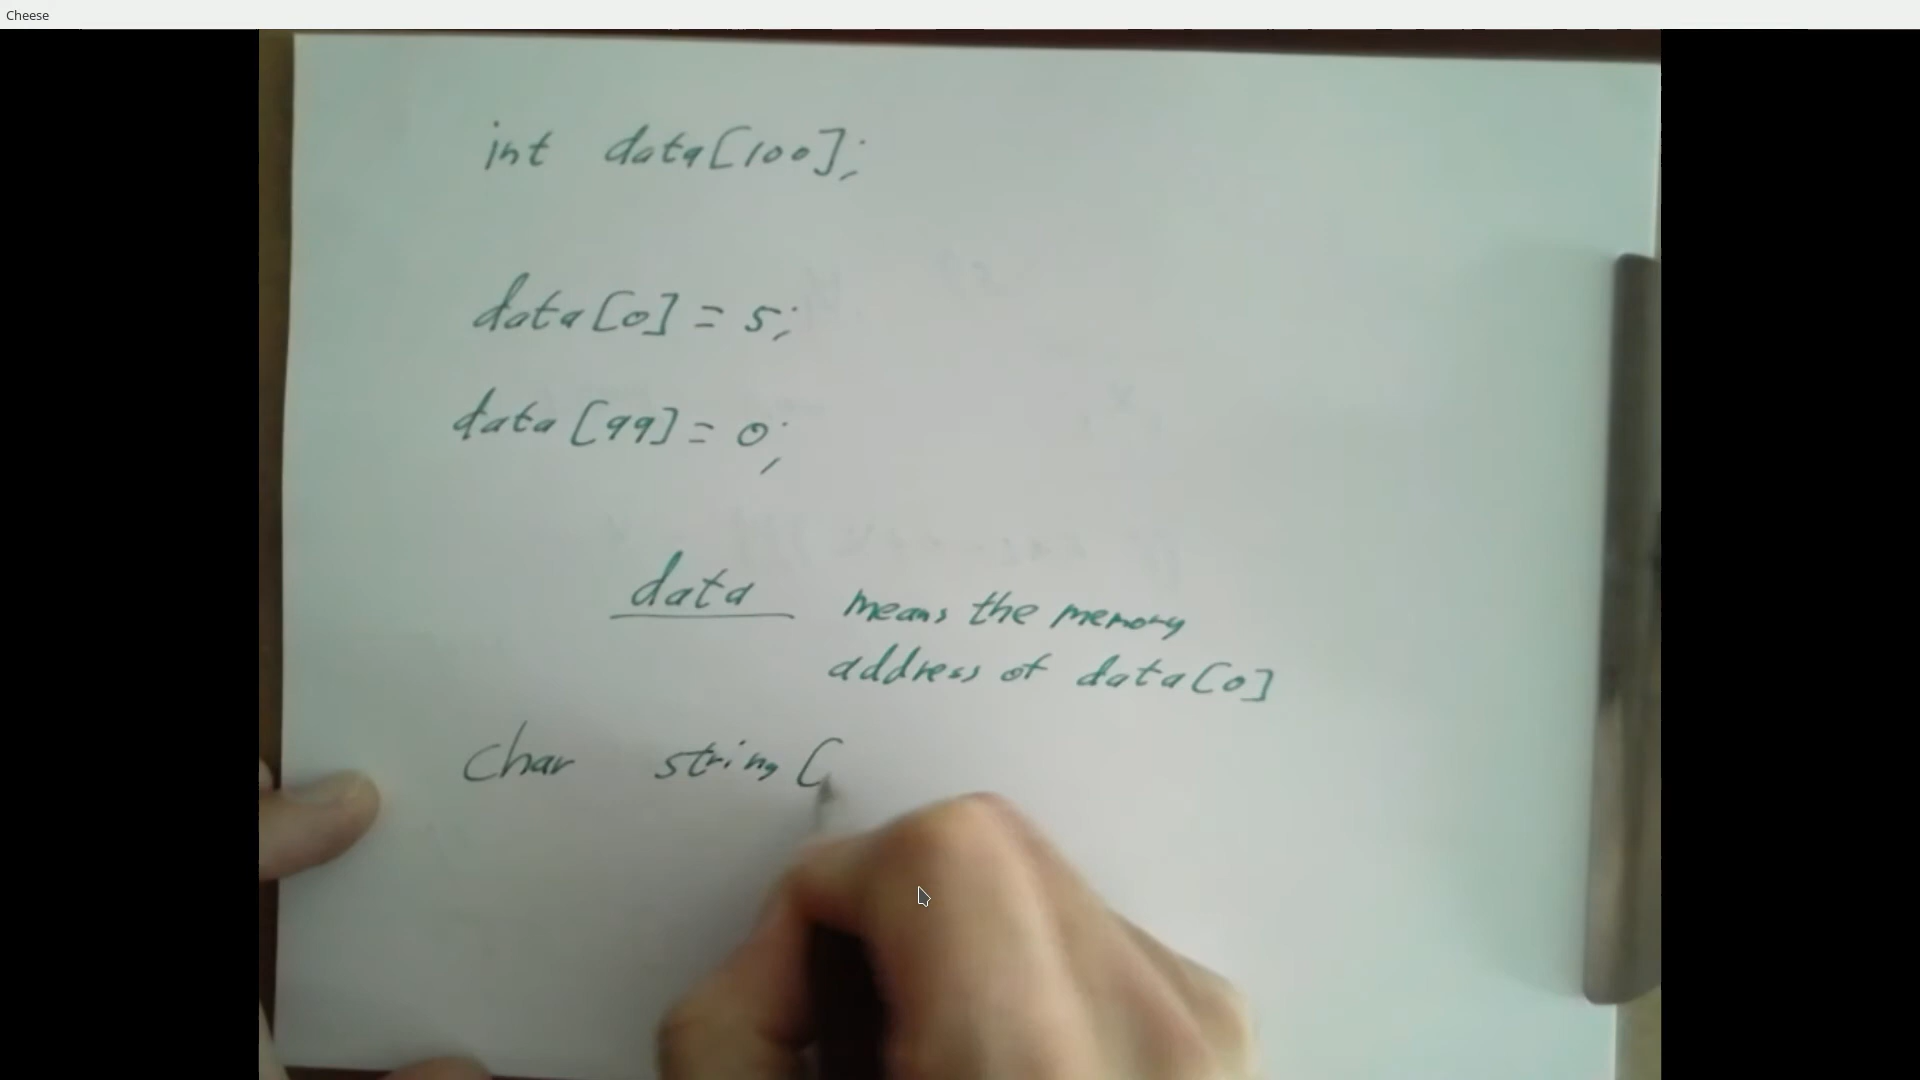 Cheese
int data[100];
data[0] = 5;
data[99] = 0;
data means the memory
address of data[0]
char string[